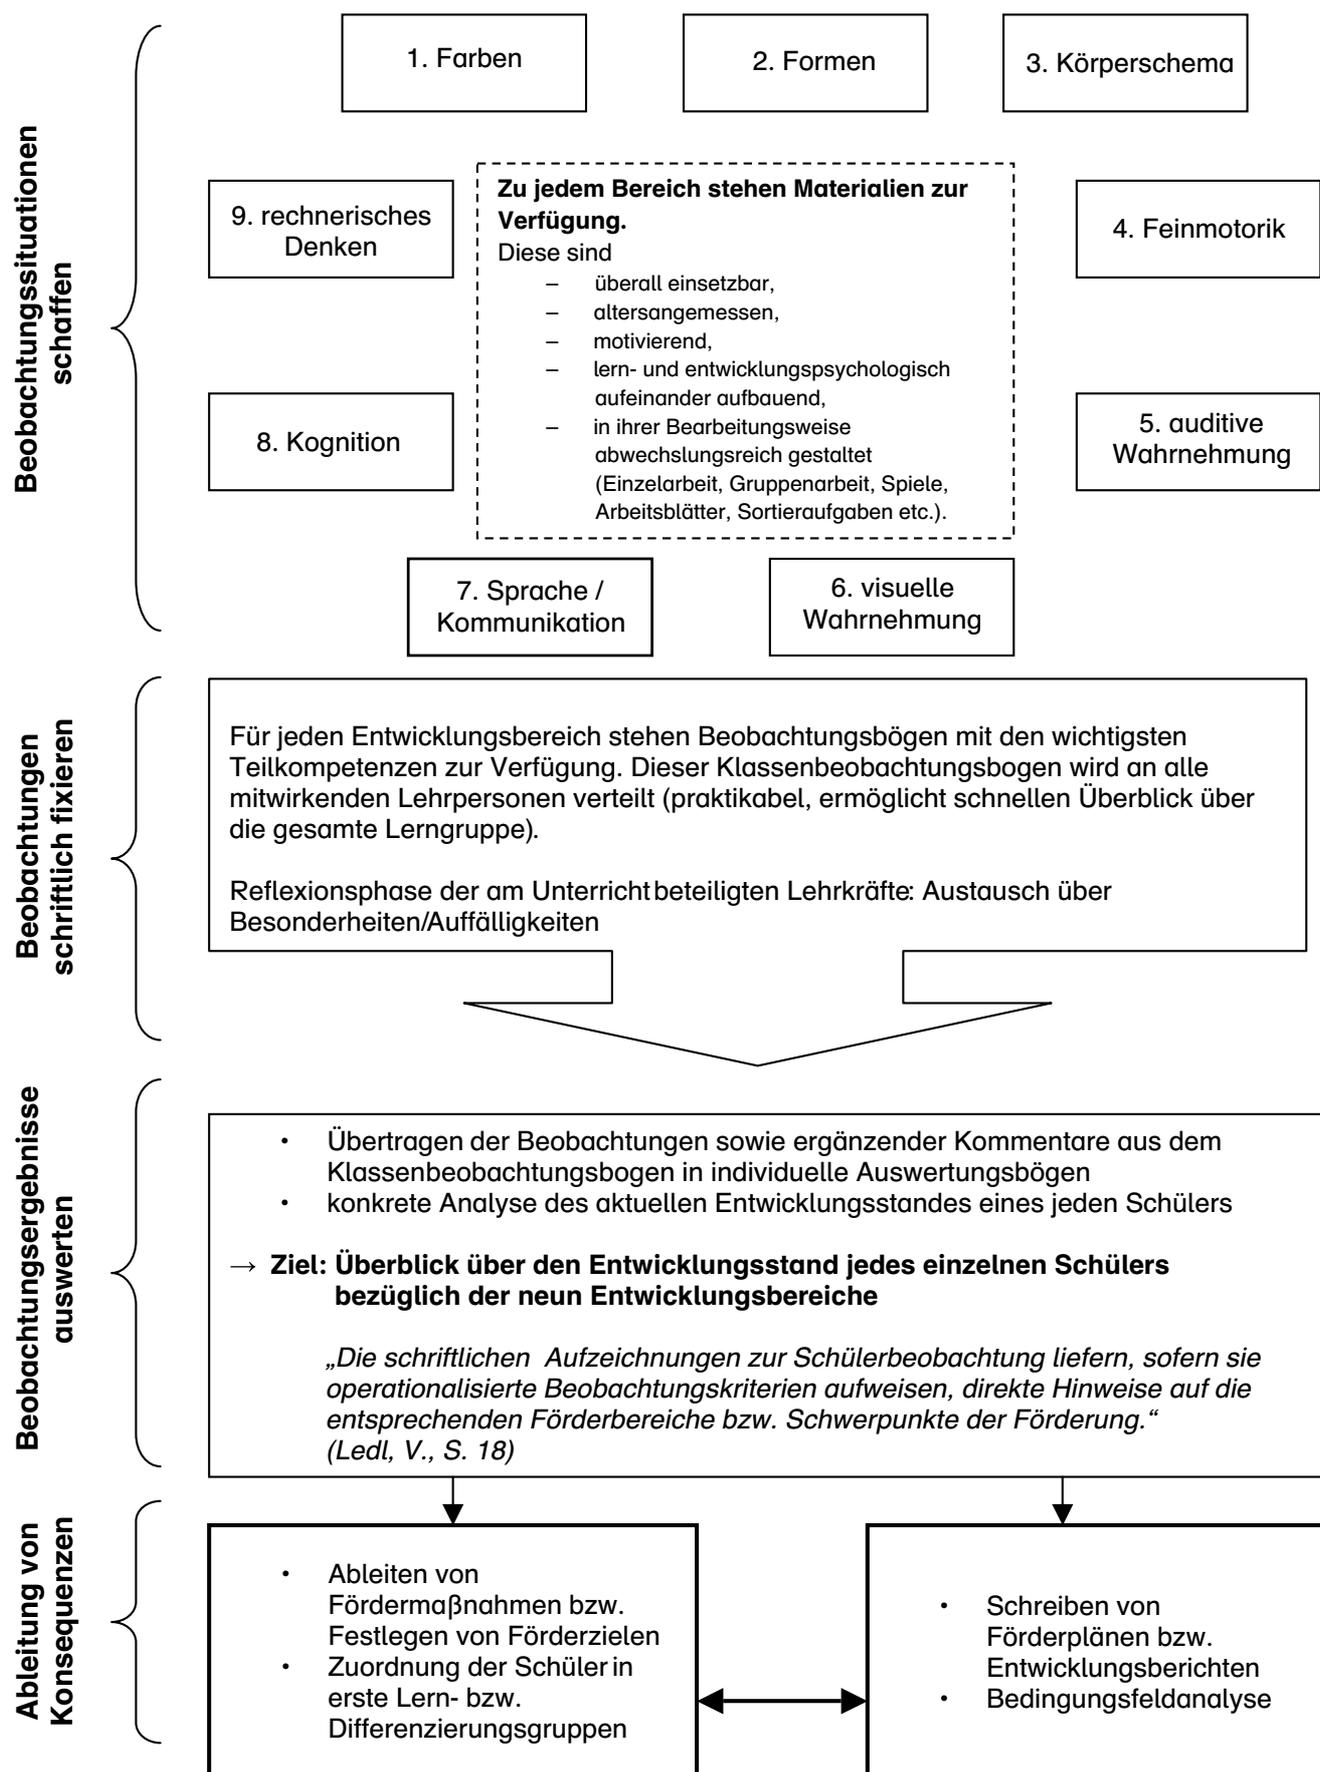 Beobachtungssituationen
schaffen
1. Farben
2. Formen
3. Körperschema
9. rechnerisches
Denken
Zu jedem Bereich stehen Materialien zur
Verfügung.
Diese sind
– überall einsetzbar,
– altersangemessen,
– motivierend,
– lern- und entwicklungspsychologisch
aufeinander aufbauend,
– in ihrer Bearbeitungsweise
abwechslungsreich gestaltet
(Einzelarbeit, Gruppenarbeit, Spiele,
Arbeitsblätter, Sortieraufgaben etc.).
4. Feinmotorik
8. Kognition
5. auditive
Wahrnehmung
7. Sprache /
Kommunikation
6. visuelle
Wahrnehmung
Beobachtungen
schriftlich fixieren
Für jeden Entwicklungsbereich stehen Beobachtungsbögen mit den wichtigsten
Teilkompetenzen zur Verfügung. Dieser Klassenbeobachtungsbogen wird an alle
mitwirkenden Lehrpersonen verteilt (praktikabel, ermöglicht schnellen Überblick über
die gesamte Lerngruppe).
Reflexionsphase der am Unterricht beteiligten Lehrkräfte: Austausch über
Besonderheiten/Auffälligkeiten
Beobachtungsergebnisse
auswerten
• Übertragen der Beobachtungen sowie ergänzender Kommentare aus dem
Klassenbeobachtungsbogen in individuelle Auswertungsbögen
• konkrete Analyse des aktuellen Entwicklungsstandes eines jeden Schülers
→ Ziel: Überblick über den Entwicklungsstand jedes einzelnen Schülers
bezüglich der neun Entwicklungsbereiche
„Die schriftlichen Aufzeichnungen zur Schülerbeobachtung liefern, sofern sie
operationalisierte Beobachtungskriterien aufweisen, direkte Hinweise auf die
entsprechenden Förderbereiche bzw. Schwerpunkte der Förderung.“
(Ledl, V., S. 18)
Ableitung von
Konsequenzen
• Ableiten von
Fördermaßnahmen bzw.
Festlegen von Förderzielen
• Zuordnung der Schüler in
erste Lern- bzw.
Differenzierungsgruppen
• Schreiben von
Förderplänen bzw.
Entwicklungsberichten
• Bedingungsfeldanalyse